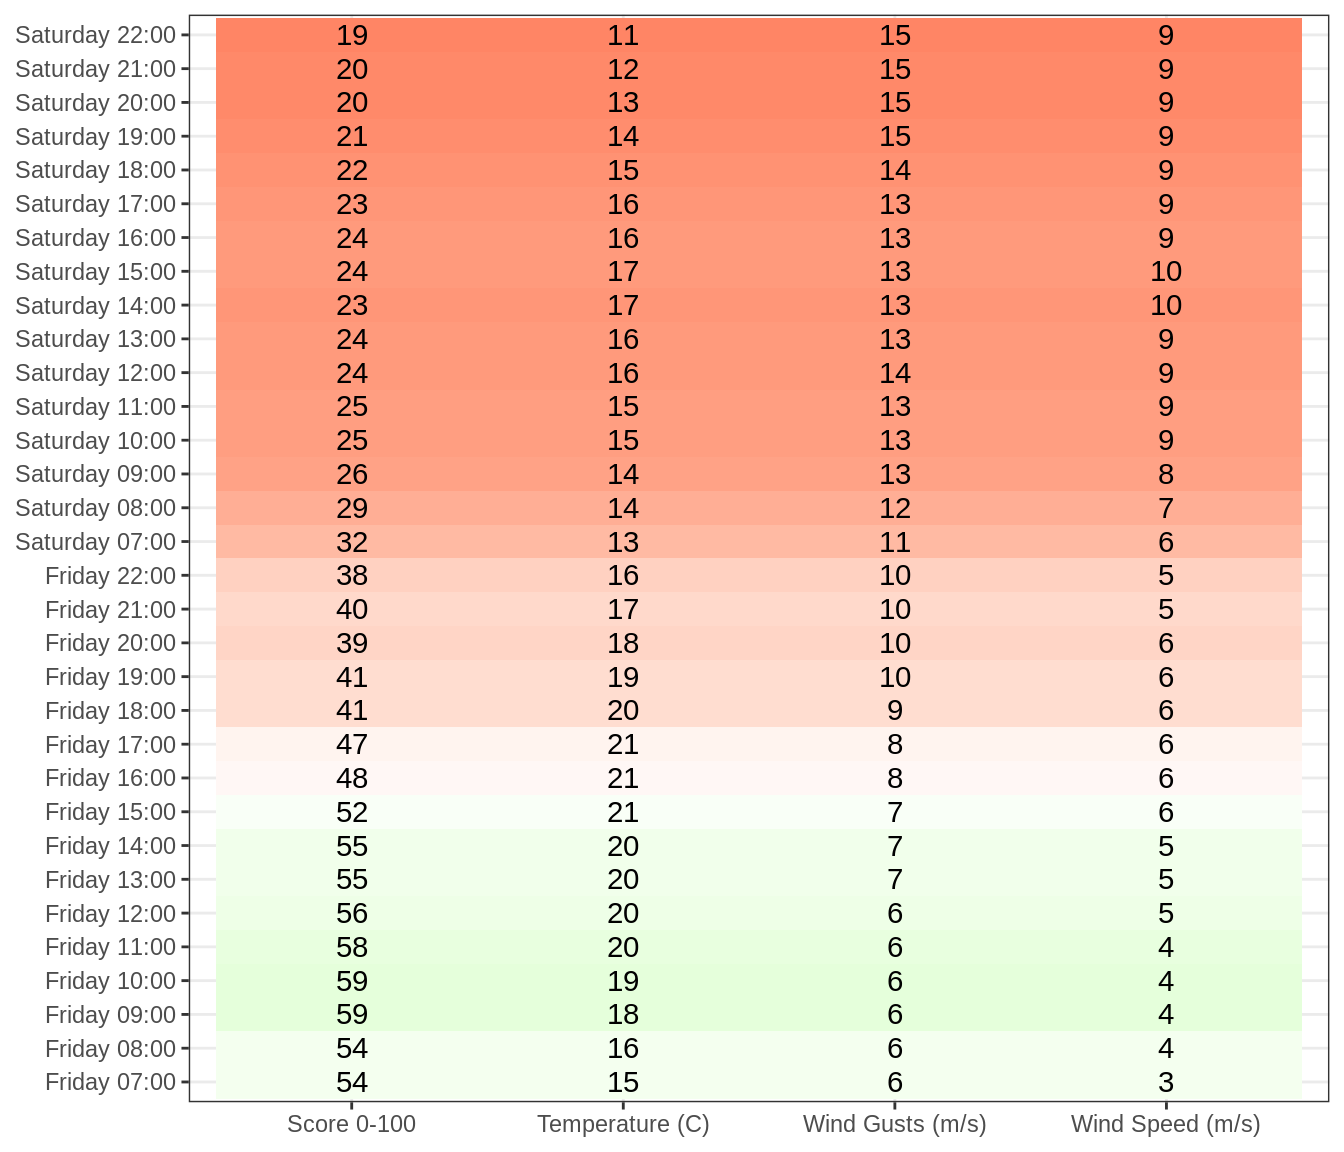 Saturday 22:00 19 11 15 9
Saturday 21:00 20 12 15 9
Saturday 20:00 20 13 15 9
Saturday 19:00 21 14 15 9
Saturday 18:00 22 15 14 9
Saturday 17:00 23 16 13 9
Saturday 16:00 24 16 13 9
Saturday 15:00 24 17 13 10
Saturday 14:00 23 17 13 10
Saturday 13:00 24 16 13 9
Saturday 12:00 24 16 14 9
Saturday 11:00 25 15 13 9
Saturday 10:00 25 15 13 9
Saturday 09:00 26 14 13 8
Saturday 08:00 29 14 12 7
Saturday 07:00 32 13 11 6
Friday 22:00 38 16 10 5
Friday 21:00 40 17 10 5
Friday 20:00 39 18 10 6
Friday 19:00 41 19 10 6
Friday 18:00 41 20 9 6
Friday 17:00 47 21 8 6
Friday 16:00 48 21 8 6
Friday 15:00 52 21 7 6
Friday 14:00 55 20 7 5
Friday 13:00 55 20 7 5
Friday 12:00 56 20 6 5
Friday 11:00 58 20 6 4
Friday 10:00 59 19 6 4
Friday 09:00 59 18 6 4
Friday 08:00 54 16 6 4
Friday 07:00 54 15 6 3
Score 0-100 Temperature (C) Wind Gusts (m/s) Wind Speed (m/s)